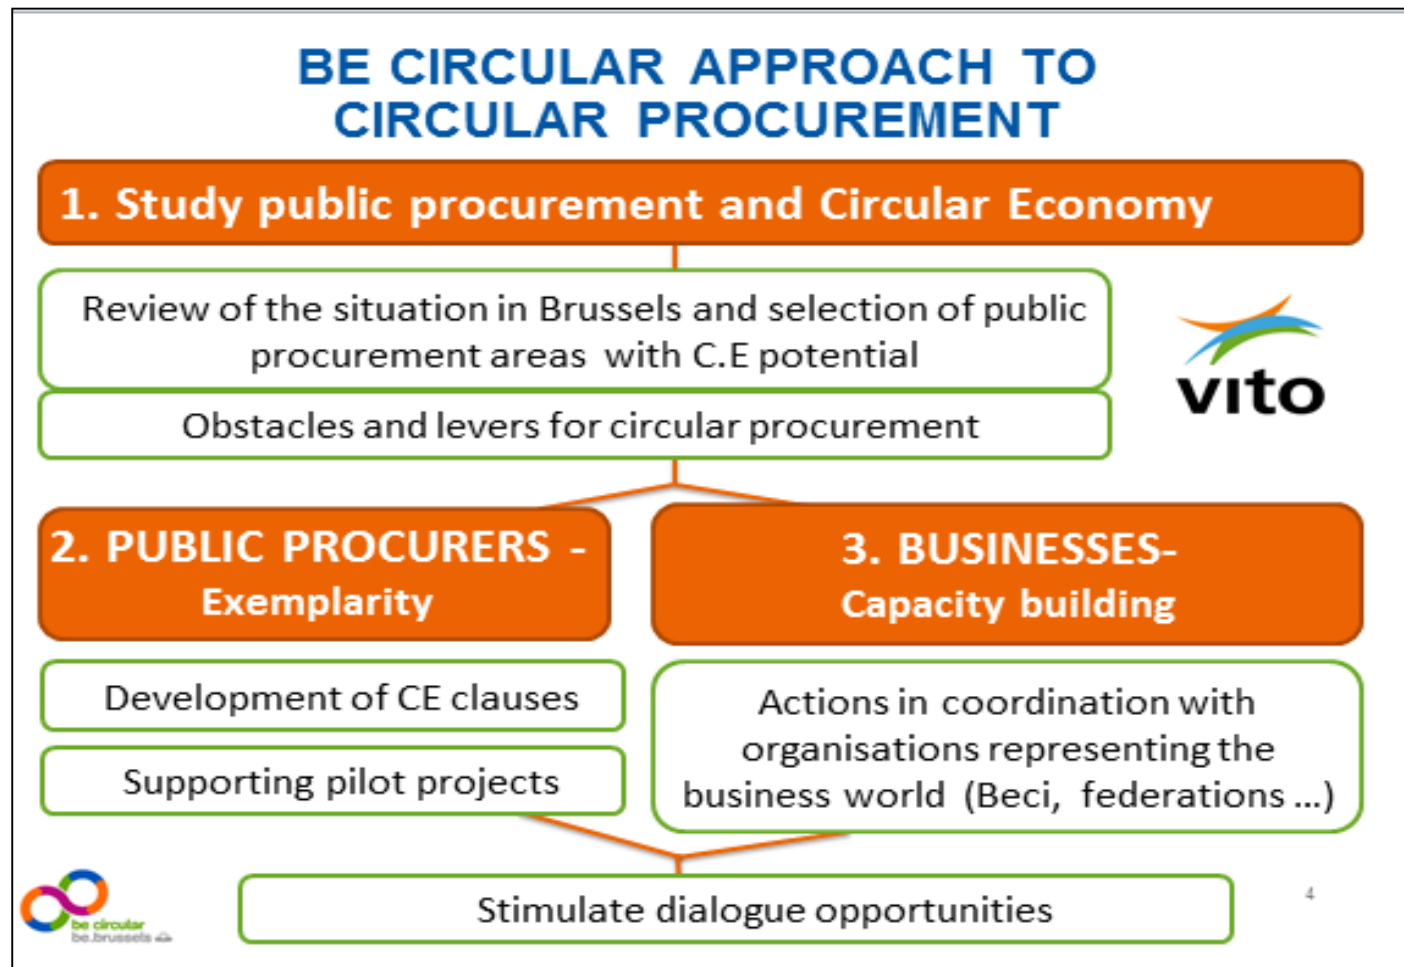 BE CIRCULAR APPROACH TO
CIRCULAR PROCUREMENT
1. Study public procurement and Circular Economy
Review of the situation in Brussels and selection of public
procurement areas with C.E potential
vito
Obstacles and levers for circular procurement
2. PUBLIC PROCURERS -
Exemplarity
3. BUSINESSES-
Capacity building
Development of CE clauses
Supporting pilot projects
Actions in coordination with
organisations representing the
business world (Beci, federations ...)
be circular
be.brussels
Stimulate dialogue opportunities
4